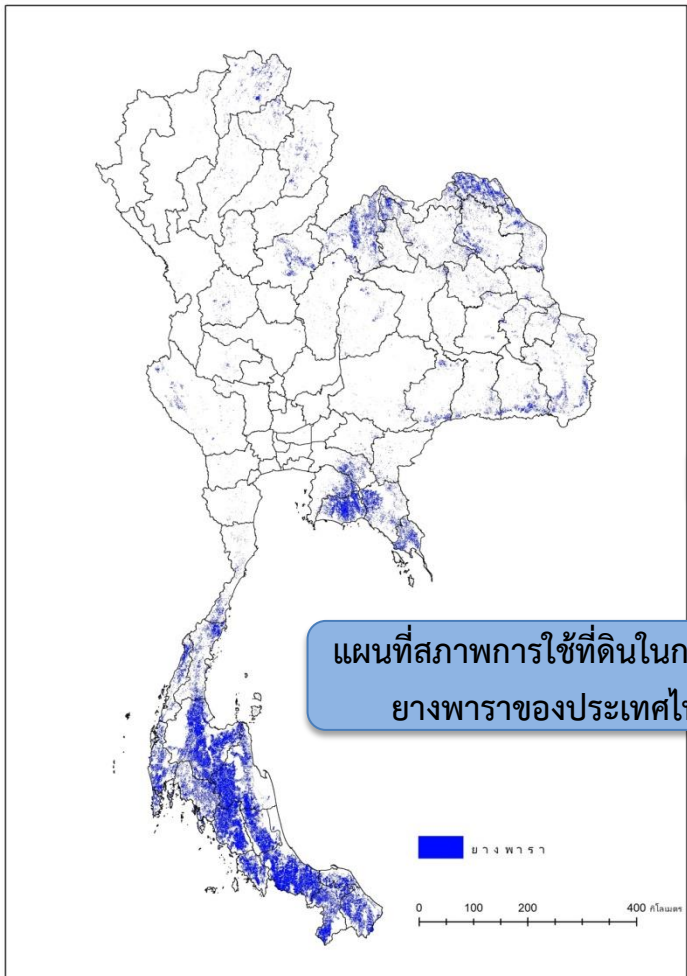 แผนที่สภาพการใช้ที่ดินในก
ยางพาราของประเทศไ
ย า ง พ า ร า
0 100 200 400 กิโลเมตร